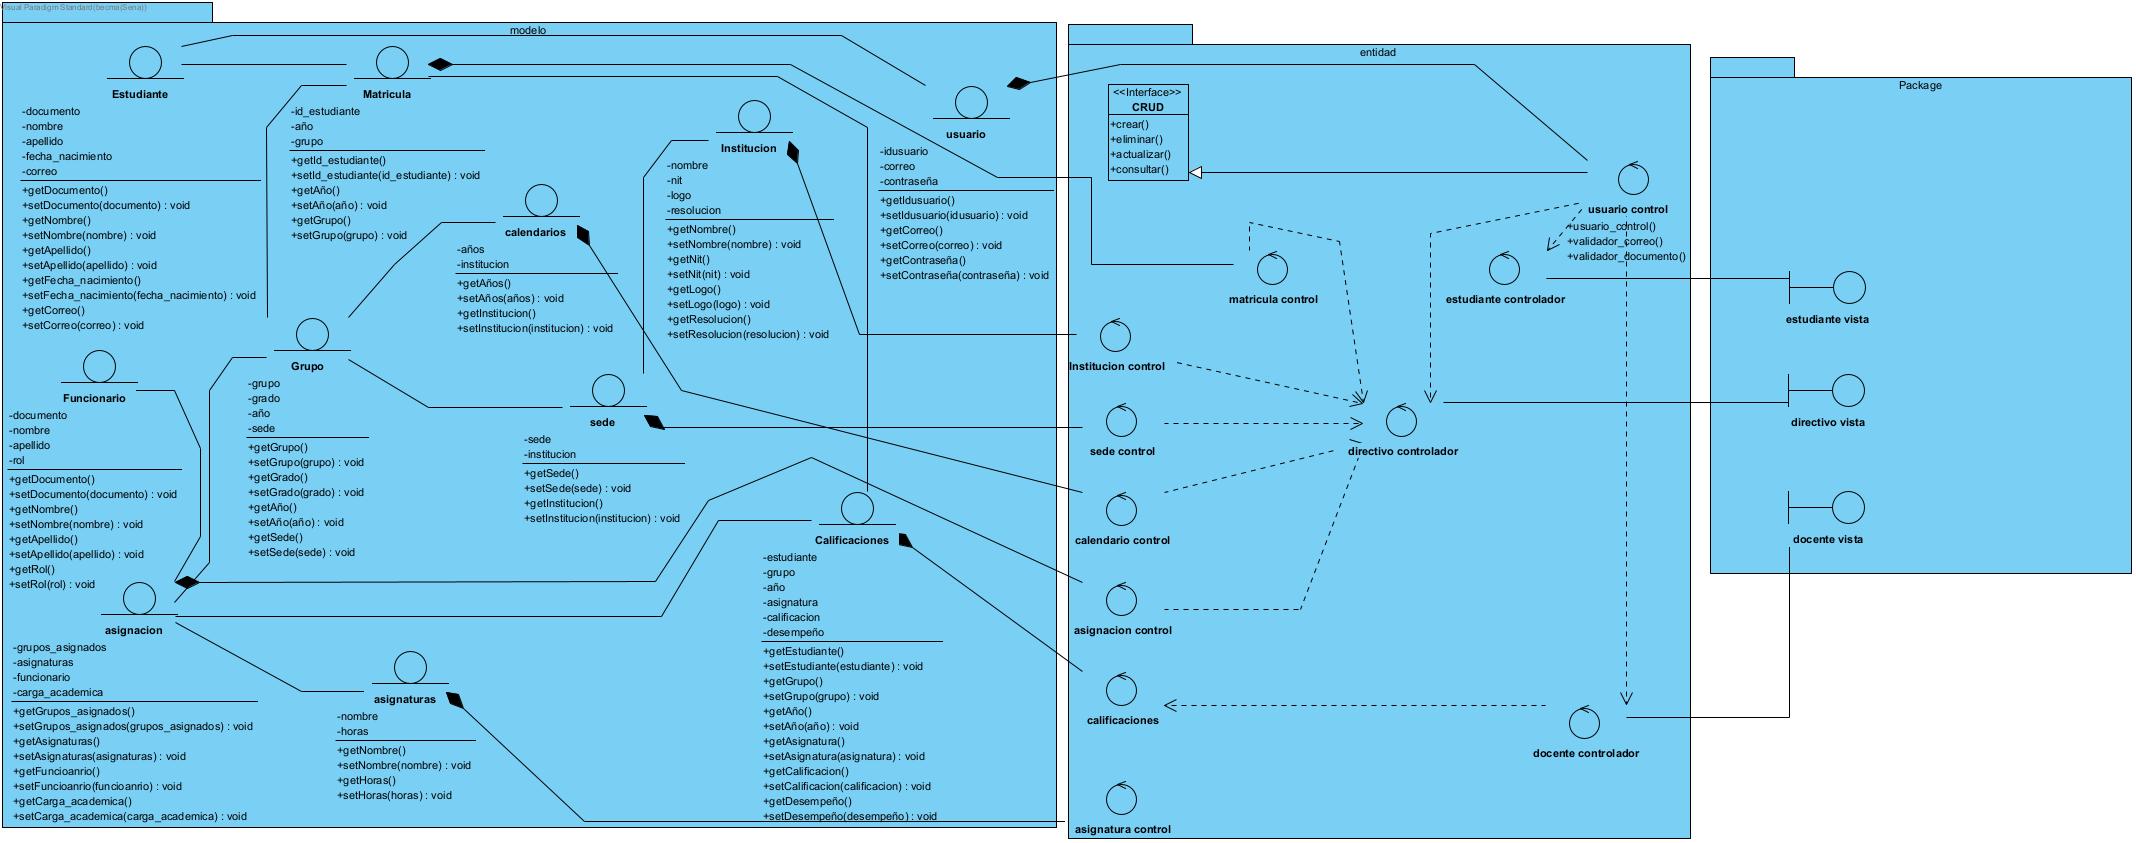 Visual Paradigm Standard(becma(Sena))
modelo
Estudiante
-documento
-nombre
-apellido
-fecha_nacimiento
-correo
+getDocumento()
+setDocumento(documento) : void
+getNombre()
+setNombre(nombre) : void
+getApellido()
+setApellido(apellido) : void
+getFecha_nacimiento()
+setFecha_nacimiento(fecha_nacimiento) : void
+getCorreo()
+setCorreo(correo) : void
Matricula
-id_estudiante
-año
-grupo
+getId_estudiante()
+setId_estudiante(id_estudiante) : void
+getAño()
+setAño(año) : void
+getGrupo()
+setGrupo(grupo) : void
calendarios
-años
-institucion
+getAños()
+setAños(años) : void
+getInstitucion()
+setInstitucion(institucion) : void
Institucion
-nombre
-nit
-logo
-resolucion
+getNombre()
+setNombre(nombre) : void
+getNit()
+setNit(nit) : void
+getLogo()
+setLogo(logo) : void
+getResolucion()
+setResolucion(resolucion) : void
usuario
-idusuario
-correo
-contraseña
+getIdusuario()
+setIdusuario(idusuario) : void
+getCorreo()
+setCorreo(correo) : void
+getContraseña()
+setContraseña(contraseña) : void
Funcionario
-documento
-nombre
-apellido
-rol
+getDocumento()
+setDocumento(documento) : void
+getNombre()
+setNombre(nombre) : void
+getApellido()
+setApellido(apellido) : void
+getRol()
+setRol(rol) : void
Grupo
-grupo
-grado
-año
-sede
+getGrupo()
+setGrupo(grupo) : void
+getGrado()
+setGrado(grado) : void
+getAño()
+setAño(año) : void
+getSede()
+setSede(sede) : void
sede
-sede
-institucion
+getSede()
+setSede(sede) : void
+getInstitucion()
+setInstitucion(institucion) : void
asignacion
-grupos_asignados
-asignaturas
-funcionario
-carga_academica
+getGrupos_asignados()
+setGrupos_asignados(grupos_asignados) : void
+getAsignaturas()
+setAsignaturas(asignaturas) : void
+getFuncioanrio()
+setFuncioanrio(funcioanrio) : void
+getCarga_academica()
+setCarga_academica(carga_academica) : void
asignaturas
-nombre
-horas
+getNombre()
+setNombre(nombre) : void
+getHoras()
+setHoras(horas) : void
Calificaciones
-estudiante
-grupo
-año
-asignatura
-calificacion
-desempeño
+getEstudiante()
+setEstudiante(estudiante) : void
+getGrupo()
+setGrupo(grupo) : void
+getAño()
+setAño(año) : void
+getAsignatura()
+setAsignatura(asignatura) : void
+getCalificacion()
+setCalificacion(calificacion) : void
+getDesempeño()
+setDesempeño(desempeño) : void
entidad
<<Interface>>
CRUD
+crear()
+eliminar()
+actualizar()
+consultar()
usuario control
+usuario_control()
+validador_correo()
+validador_documento()
matricula control
estudiante controlador
Institucion control
sede control
directivo controlador
calendario control
asignacion control
calificaciones
docente controlador
asignatura control
Package
estudiante vista
directivo vista
docente vista